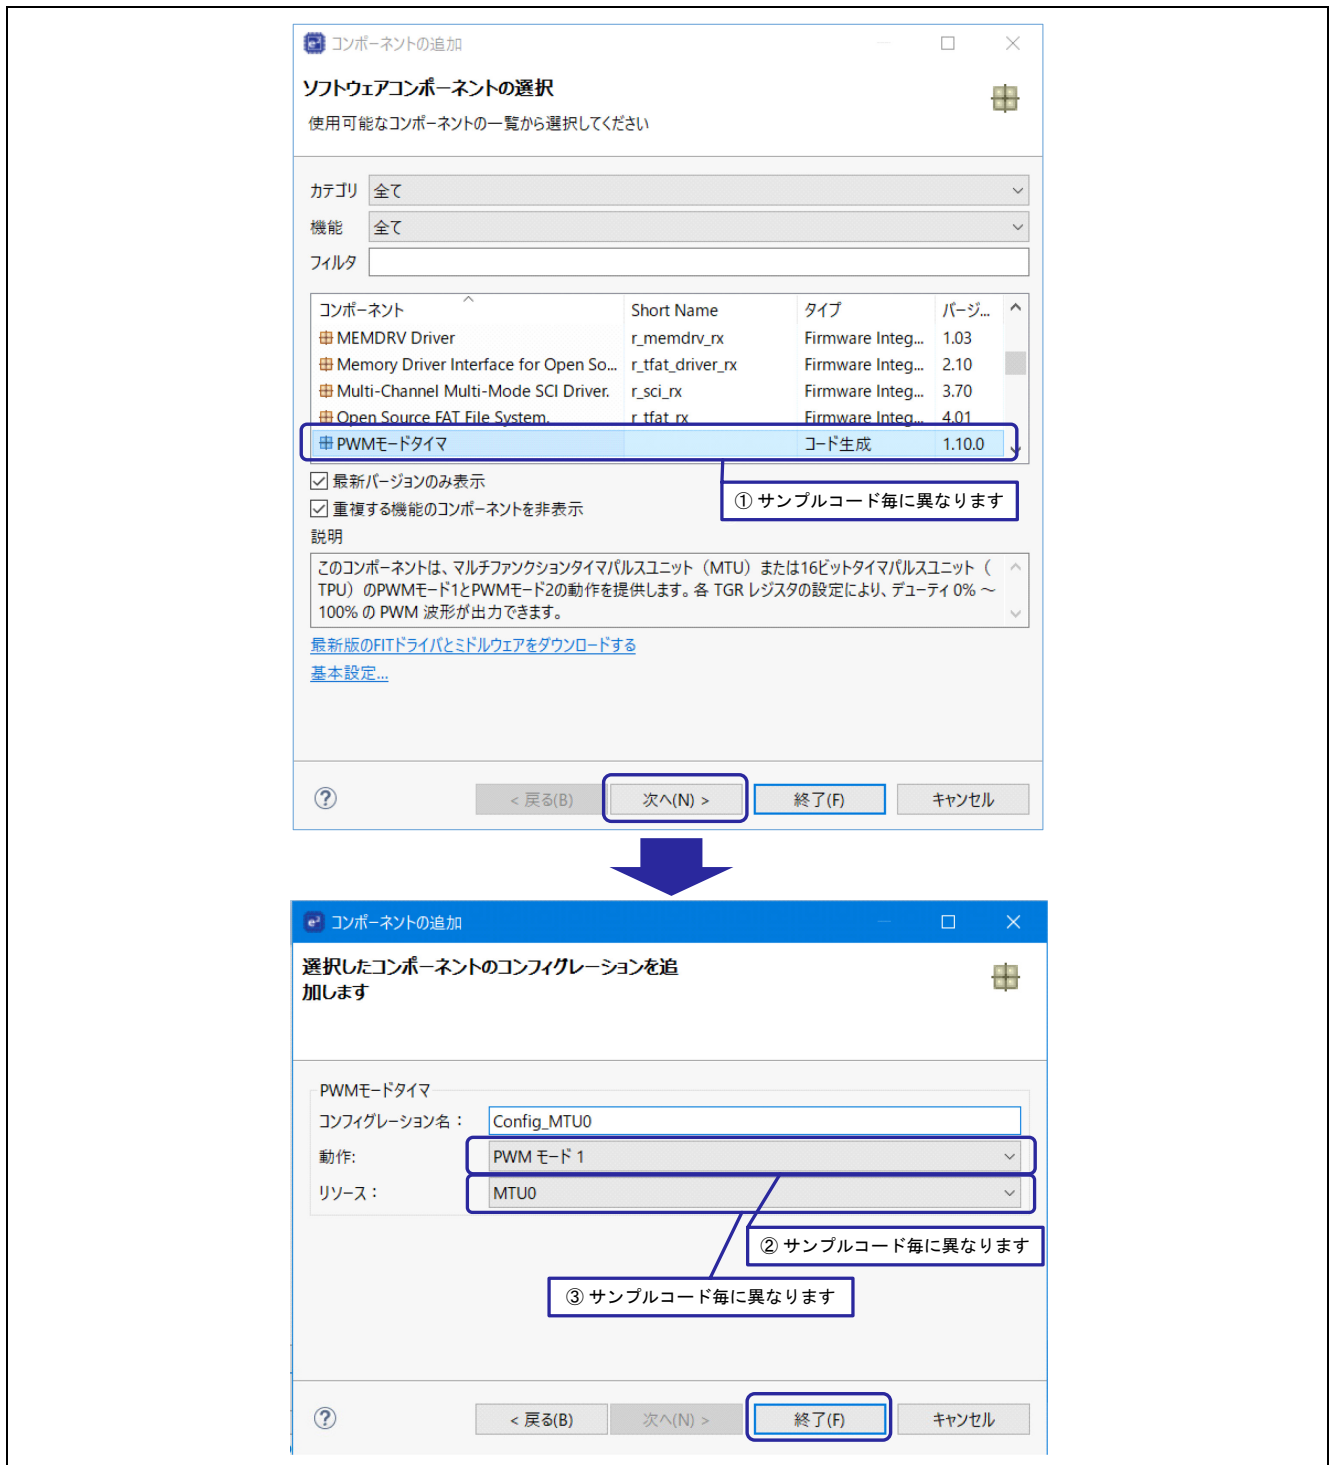 コンポーネントの追加
ソフトウェアコンポーネントの選択
使用可能なコンポーネントの一覧から選択してください
カテゴリ 全て
機能 全て
フィルタ
コンポーネント Short Name タイプ バージ...
MEMDRV Driver r_memdrv_rx Firmware Integ... 1.03
Memory Driver Interface for Open So... r_tfat_driver_rx Firmware Integ... 2.10
Multi-Channel Multi-Mode SCI Driver. r_sci_rx Firmware Integ... 3.70
Open Source FAT File System. r_tfat_rx Firmware Integ... 4.01
PWMモードタイマ コード生成 1.10.0
最新バージョンのみ表示
① サンプルコード毎に異なります
重複する機能のコンポーネントを非表示
説明
このコンポーネントは、マルチファンクションタイマパルスユニット（MTU）または16ビットタイマパルスユニット（
TPU）のPWMモード1とPWMモード2の動作を提供します。各 TGR レジスタの設定により、デューティ 0% ～
100% の PWM 波形が出力できます。
最新版のFITドライバとミドルウェアをダウンロードする
基本設定...
< 戻る(B) 次へ(N) > 終了(F) キャンセル
e² コンポーネントの追加
選択したコンポーネントのコンフィグレーションを追
加します
PWMモードタイマ
コンフィグレーション名： Config_MTU0
動作: PWM モード 1
リソース： MTU0
② サンプルコード毎に異なります
③ サンプルコード毎に異なります
< 戻る(B) 次へ(N) > 終了(F) キャンセル